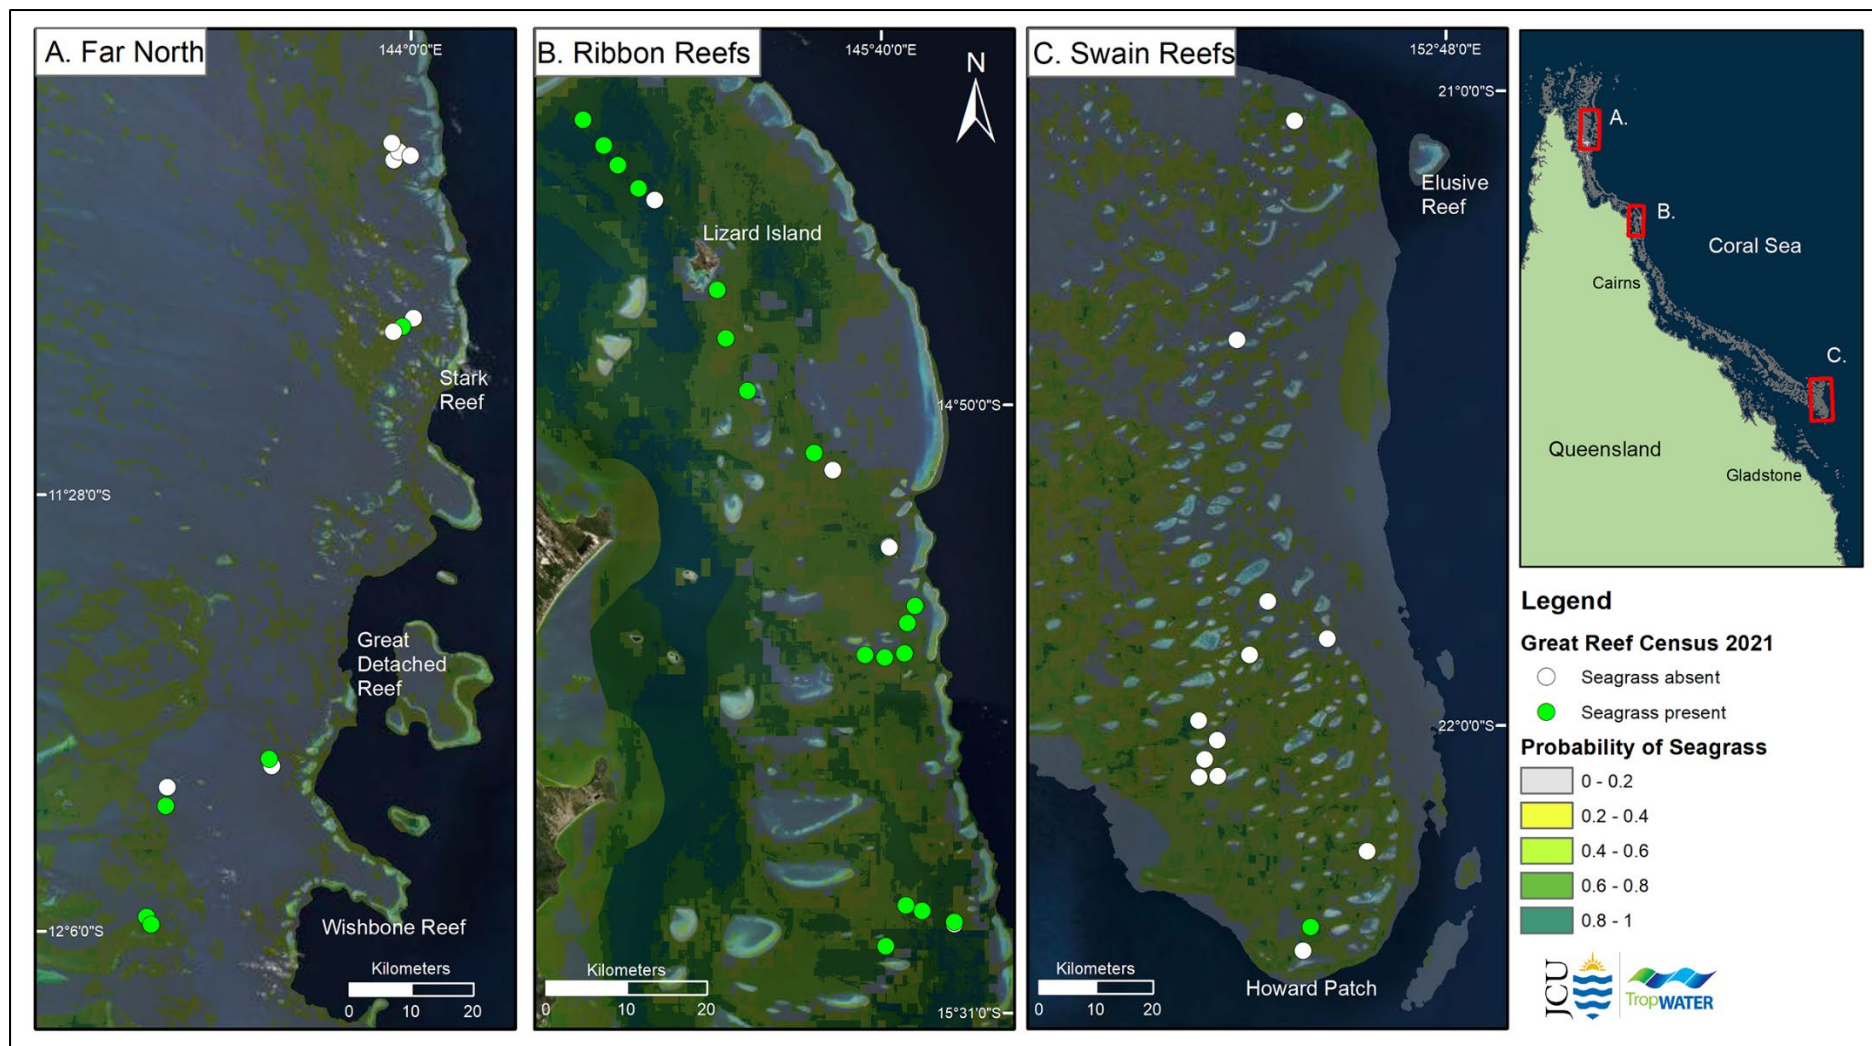 A. Far North
144°0'0"E
Stark
Reef
11°28'0"S
Great
Detached
Reef
Wishbone Reef
12°6'0"S
Kilometers
0 10 20
B. Ribbon Reefs
145°40'0"E
N
Lizard Island
14°50'0"S
Kilometers
0 10 20
15°31'0"S
C. Swain Reefs
152°48'0"E
21°0'0"S
Elusive
Reef
22°0'0"S
Howard Patch
Kilometers
0 10 20
A.
B.
Coral Sea
Cairns
C.
Queensland
Gladstone
Legend
Great Reef Census 2021
Seagrass absent
Seagrass present
Probability of Seagrass
0 - 0.2
0.2 - 0.4
0.4 - 0.6
0.6 - 0.8
0.8 - 1
JCU
TropWATER